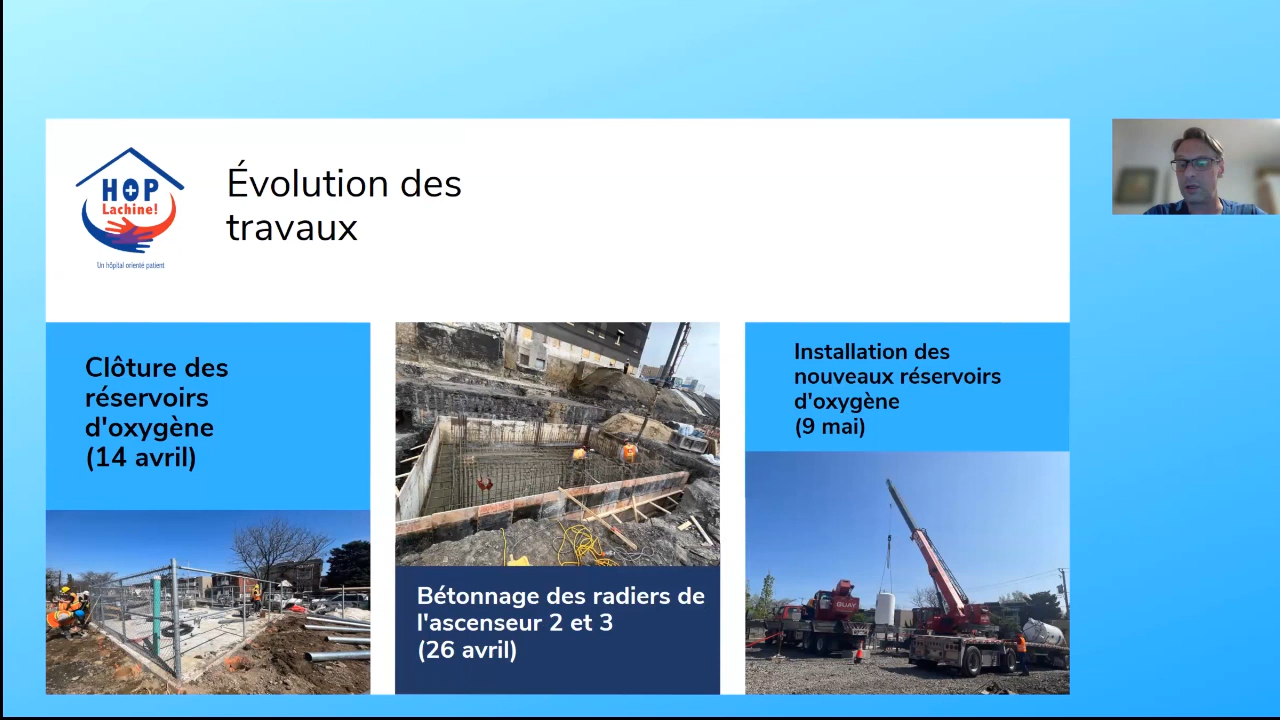 HOP
Lachine!
Un hôpital orienté patient
Évolution des
travaux
Clôture des
réservoirs
d'oxygène
(14 avril)
Bétonnage des radiers de
l'ascenseur 2 et 3
(26 avril)
Installation des
nouveaux réservoirs
d'oxygène
(9 mai)
GUAY